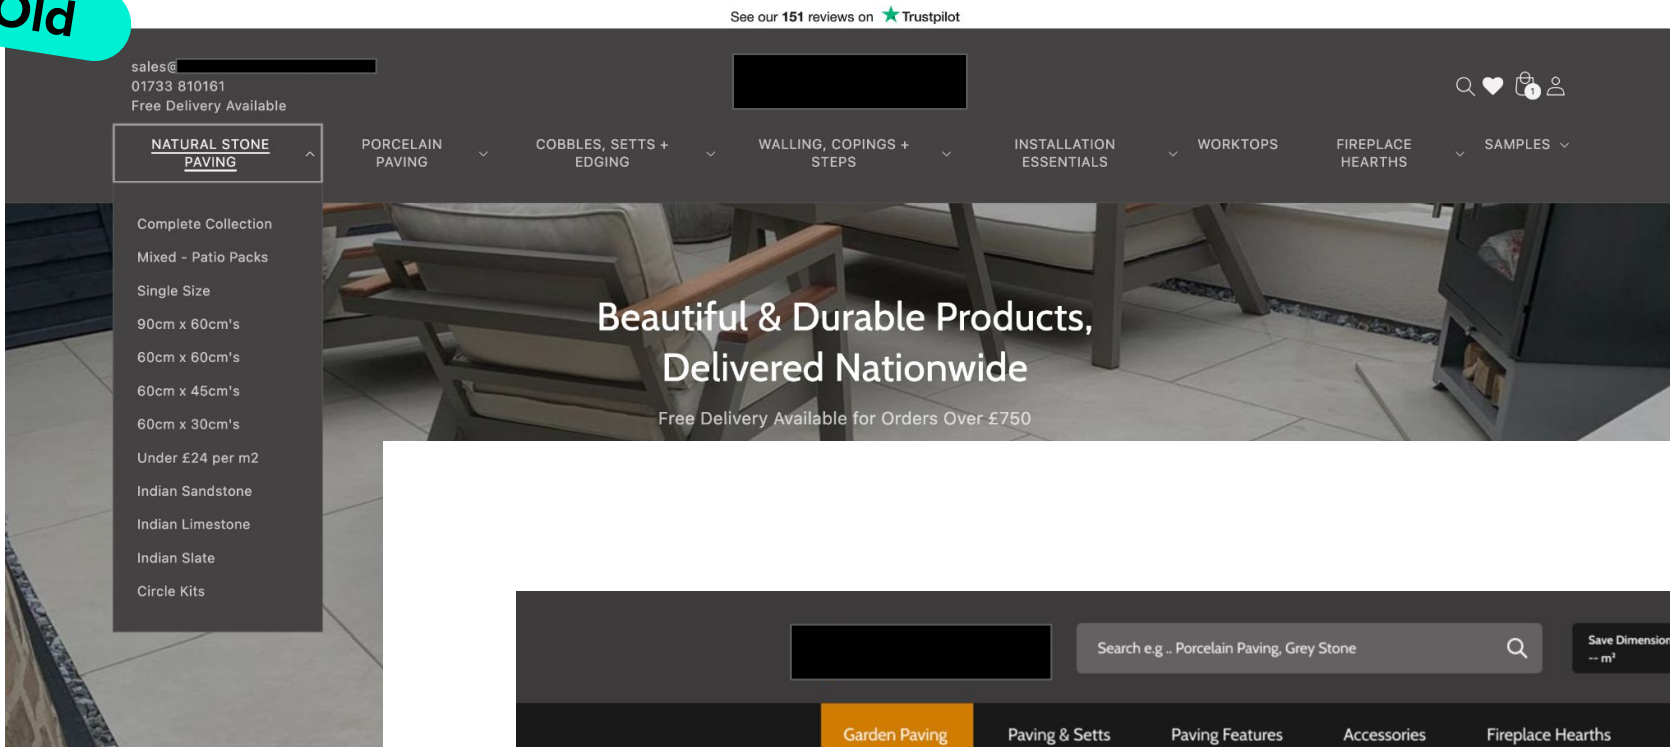 Old
See our 151 reviews on Trustpilot
sales@
01733 810161
Free Delivery Available
1
NATURAL STONE
PAVING
PORCELAIN
PAVING
COBBLES, SETTS +
EDGING
WALLING, COPINGS +
STEPS
INSTALLATION
ESSENTIALS
WORKTOPS
FIREPLACE
HEARTHS
SAMPLES
Complete Collection
Mixed - Patio Packs
Single Size
90cm x 60cm's
60cm x 60cm's
60cm x 45cm's
60cm x 30cm's
Under £24 per m2
Indian Sandstone
Indian Limestone
Indian Slate
Circle Kits
Beautiful & Durable Products,
Delivered Nationwide
Free Delivery Available for Orders Over £750
Search e.g .. Porcelain Paving, Grey Stone
Save Dimension
-- m²
Garden Paving
Paving & Setts
Paving Features
Accessories
Fireplace Hearths